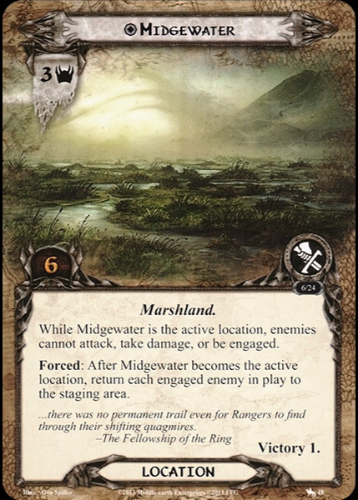 MIDGEWATER
3
6
6/24
Marshland.
While Midgewater is the active location, enemies
cannot attack, take damage, or be engaged.
Forced: After Midgewater becomes the active
location, return each engaged enemy in play to
the staging area.
...there was no permanent trail even for Rangers to find
through their shifting quagmires.
–The Fellowship of the Ring
Victory 1.
LOCATION